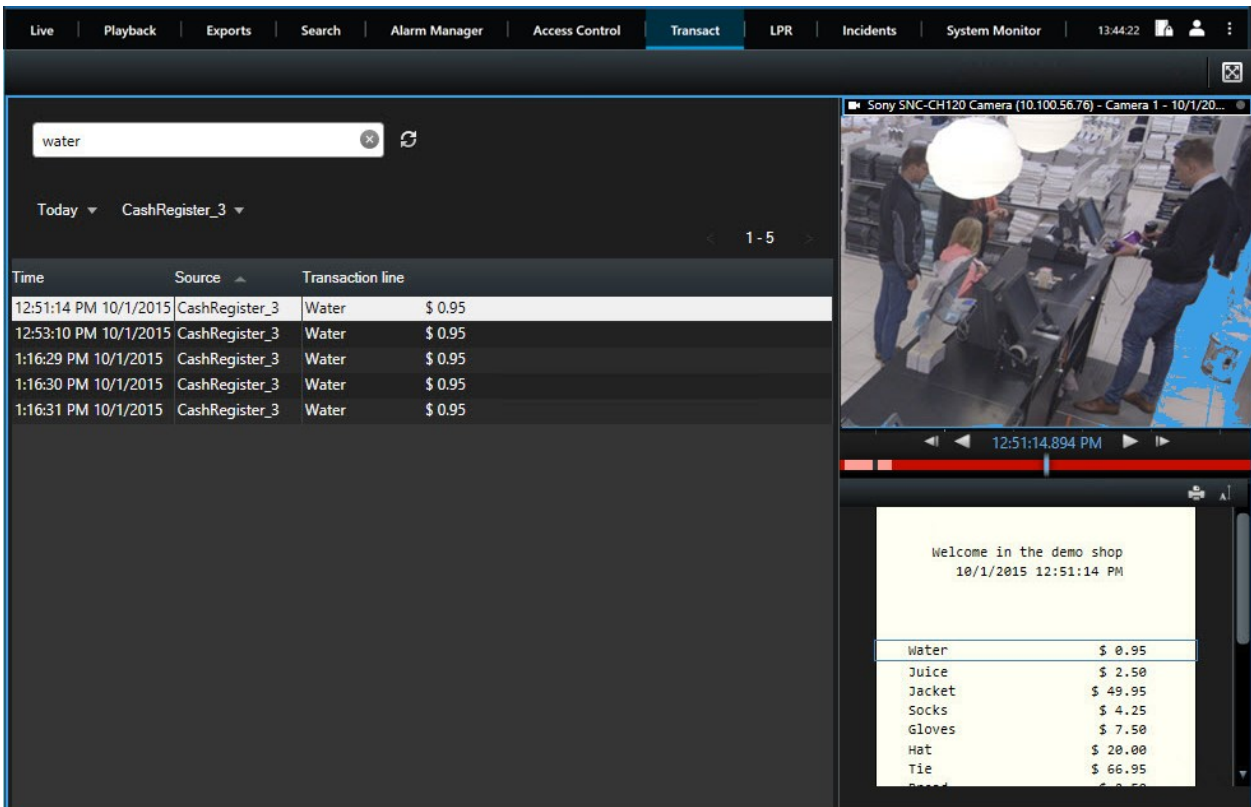 Live Playback Exports Search Alarm Manager Access Control Transact LPR Incidents System Monitor 13:44:22
Sony SNC-CH120 Camera (10.100.56.76) - Camera 1 - 10/1/20...
water
Today CashRegister_3
1 - 5
Time Source Transaction line
12:51:14 PM 10/1/2015 CashRegister_3 Water $ 0.95
12:53:10 PM 10/1/2015 CashRegister_3 Water $ 0.95
1:16:29 PM 10/1/2015 CashRegister_3 Water $ 0.95
1:16:30 PM 10/1/2015 CashRegister_3 Water $ 0.95
1:16:31 PM 10/1/2015 CashRegister_3 Water $ 0.95
12:51:14.894 PM
Welcome in the demo shop
10/1/2015 12:51:14 PM
Water $ 0.95
Juice $ 2.50
Jacket $ 49.95
Socks $ 4.25
Gloves $ 7.50
Hat $ 20.00
Tie $ 66.95